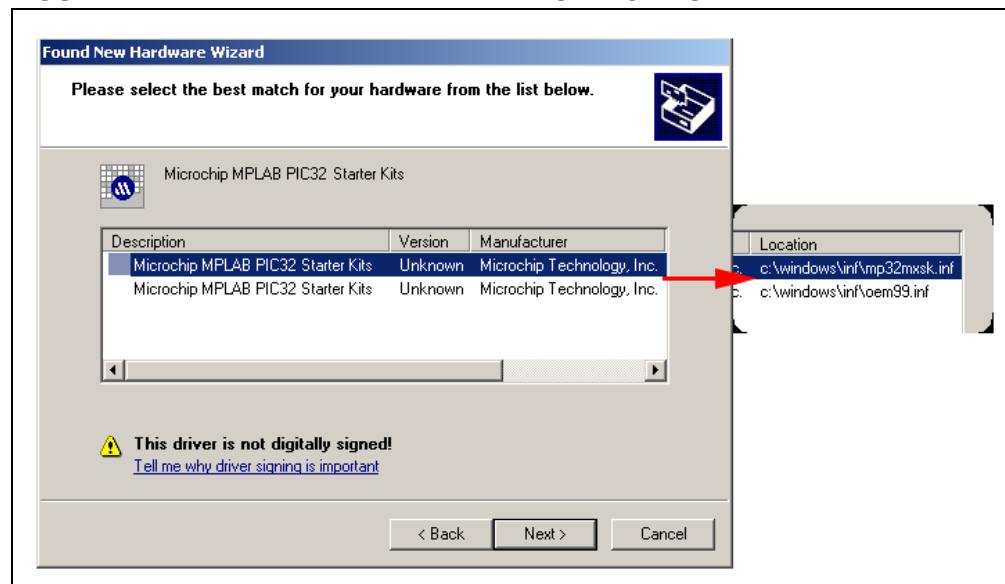 Found New Hardware Wizard
Please select the best match for your hardware from the list below.
Microchip MPLAB PIC32 Starter Kits
Description Version Manufacturer Location
Microchip MPLAB PIC32 Starter Kits Unknown Microchip Technology, Inc. c. c:\windows\inf\mp32mxsk.inf
Microchip MPLAB PIC32 Starter Kits Unknown Microchip Technology, Inc. c. c:\windows\inf\oem99.inf
This driver is not digitally signed!
Tell me why driver signing is important
< Back Next > Cancel